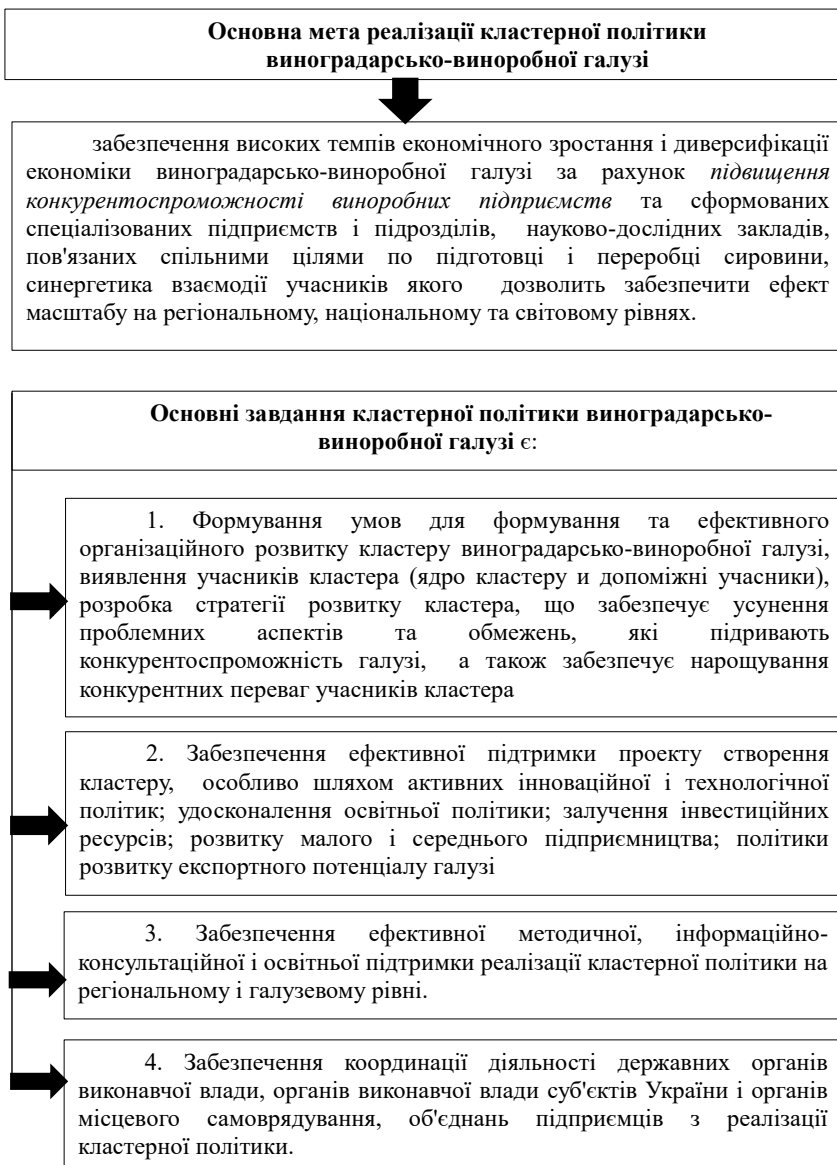 Основна мета реалізації кластерної політики
виноградарсько-виноробної галузі
забезпечення високих темпів економічного зростання і диверсифікації
економіки виноградарсько-виноробної галузі за рахунок підвищення
конкурентоспроможності виноробних підприємств та сформованих
спеціалізованих підприємств і підрозділів, науково-дослідних закладів,
пов'язаних спільними цілями по підготовці і переробці сировини,
синергетика взаємодії учасників якого дозволить забезпечити ефект
масштабу на регіональному, національному та світовому рівнях.
Основні завдання кластерної політики виноградарсько-
виноробної галузі є:
1. Формування умов для формування та ефективного
організаційного розвитку кластеру виноградарсько-виноробної галузі,
виявлення учасників кластера (ядро кластеру и допоміжні учасники),
розробка стратегії розвитку кластера, що забезпечує усунення
проблемних аспектів та обмежень, які підривають
конкурентоспроможність галузі, а також забезпечує нарощування
конкурентних переваг учасників кластера
2. Забезпечення ефективної підтримки проекту створення
кластеру, особливо шляхом активних інноваційної і технологічної
політик; удосконалення освітньої політики; залучення інвестиційних
ресурсів; розвитку малого і середнього підприємництва; політики
розвитку експортного потенціалу галузі
3. Забезпечення ефективної методичної, інформаційно-
консультаційної і освітньої підтримки реалізації кластерної політики на
регіональному і галузевому рівні.
4. Забезпечення координації діяльності державних органів
виконавчої влади, органів виконавчої влади суб'єктів України і органів
місцевого самоврядування, об'єднань підприємців з реалізації
кластерної політики.